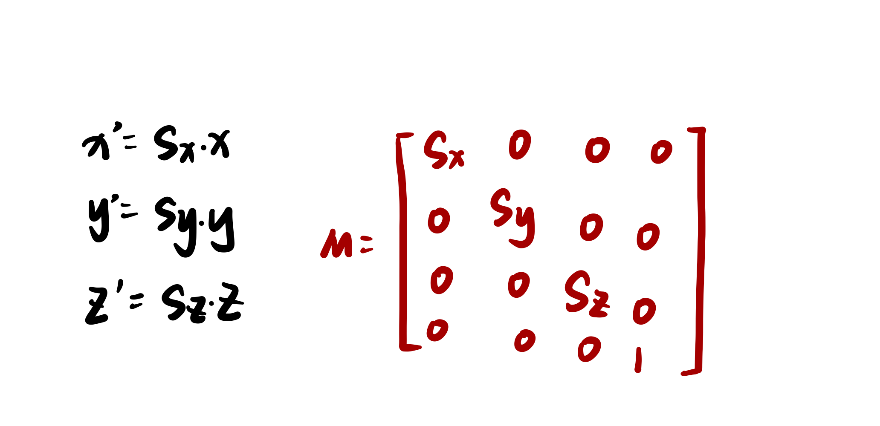 x' = Sx·x
y' = Sy·y
z' = Sz·z
M = [ Sx 0 0 0
0 Sy 0 0
0 0 Sz 0
0 0 0 1 ]